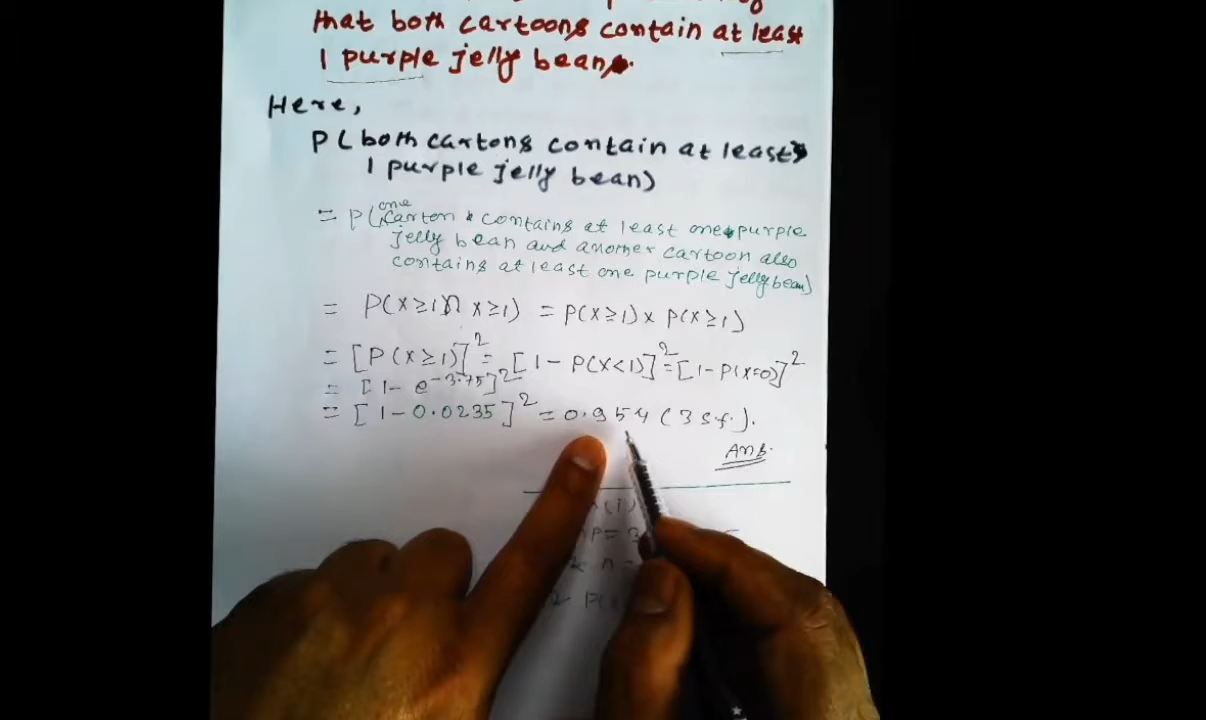 that both cartoons contain at least
1 purple jelly bean.
Here,
P(both cartons contain at least
1 purple jelly bean)
= P(one carton contains at least one purple
jelly bean and another cartoon also
contains at least one purple jelly bean)
= P(x≥1 ∩ x≥1) = P(x≥1) x P(x≥1)
= [P(x≥1)]² = [1 - P(x<1)]² = [1 - P(x=0)]²
= [1 - e^-3.75]²
= [1 - 0.0235]² = 0.954 (3 s.f.).
Ans.
(i)
np = 3
n =
P(